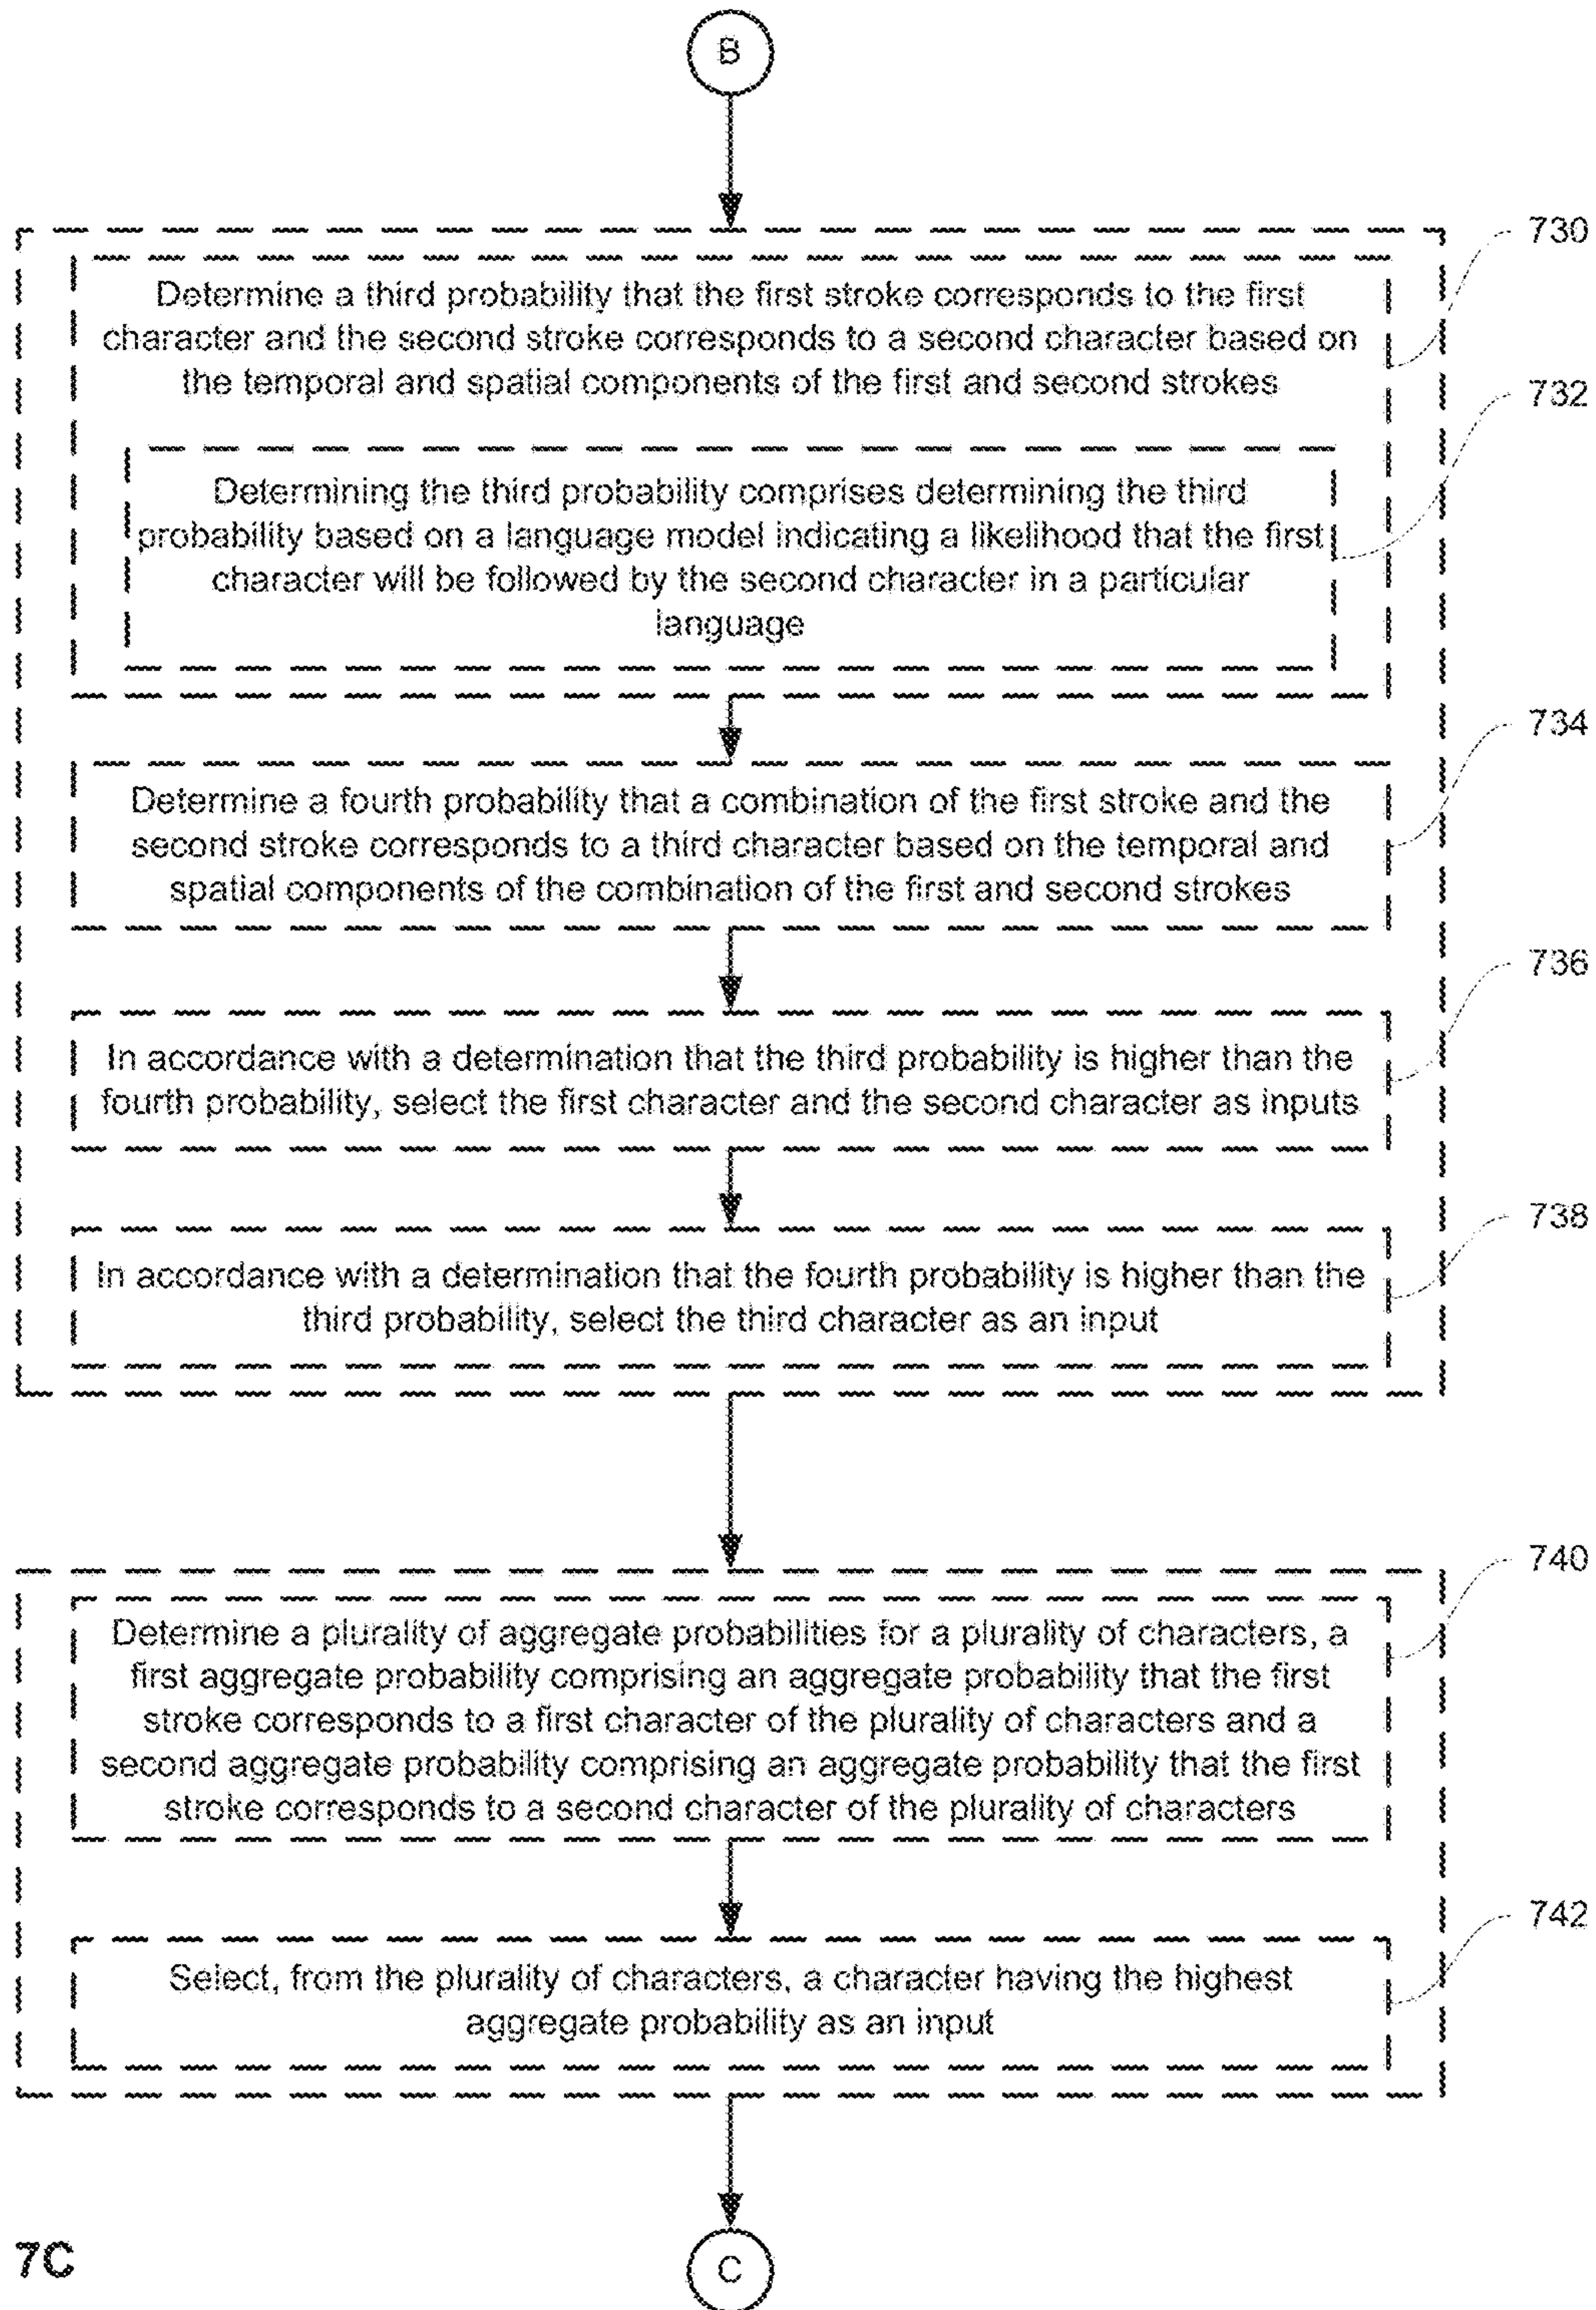 B
730
Determine a third probability that the first stroke corresponds to the first
character and the second stroke corresponds to a second character based on
the temporal and spatial components of the first and second strokes
732
Determining the third probability comprises determining the third
probability based on a language model indicating a likelihood that the first
character will be followed by the second character in a particular
language
734
Determine a fourth probability that a combination of the first stroke and the
second stroke corresponds to a third character based on the temporal and
spatial components of the combination of the first and second strokes
736
In accordance with a determination that the third probability is higher than the
fourth probability, select the first character and the second character as inputs
738
In accordance with a determination that the fourth probability is higher than the
third probability, select the third character as an input
740
Determine a plurality of aggregate probabilities for a plurality of characters, a
first aggregate probability comprising an aggregate probability that the first
stroke corresponds to a first character of the plurality of characters and a
second aggregate probability comprising an aggregate probability that the first
stroke corresponds to a second character of the plurality of characters
742
Select, from the plurality of characters, a character having the highest
aggregate probability as an input
7C
C